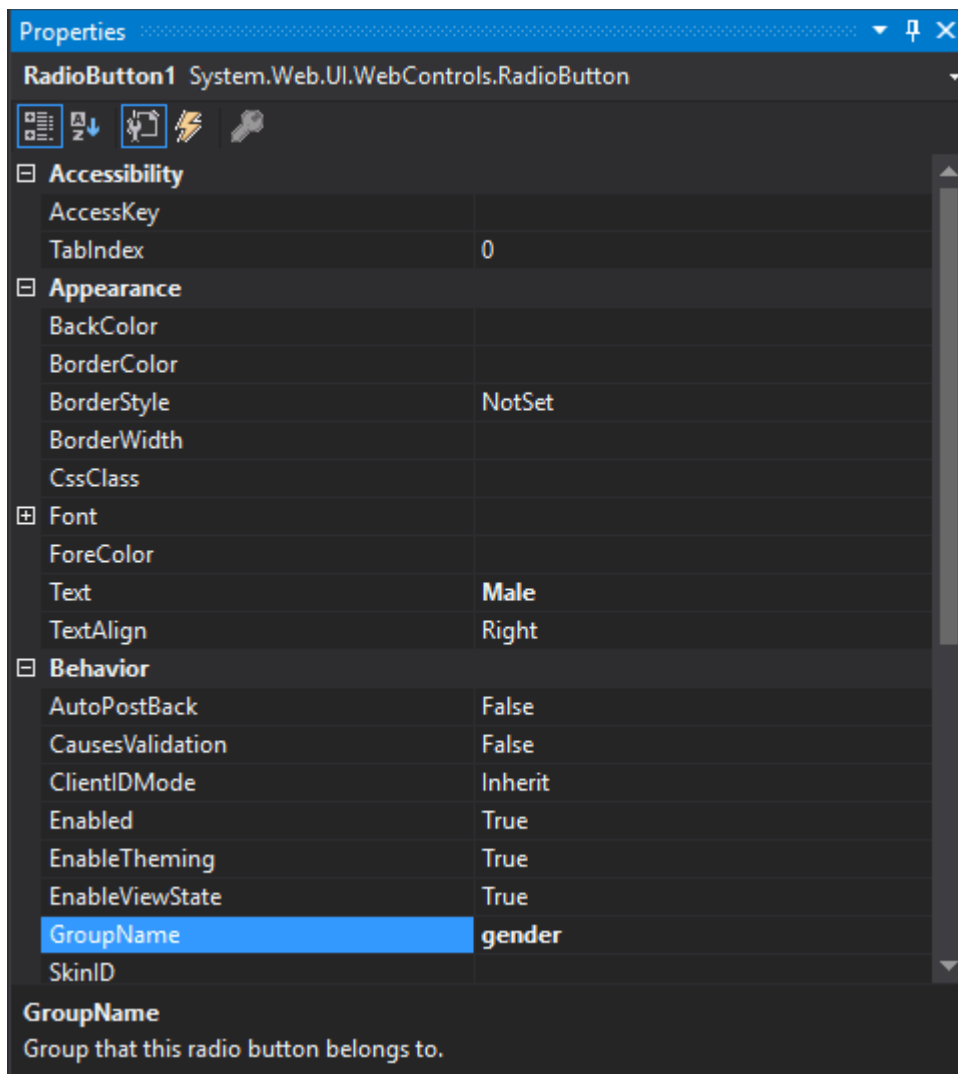 Properties
RadioButton1 System.Web.UI.WebControls.RadioButton
Accessibility
AccessKey
TabIndex 0
Appearance
BackColor
BorderColor
BorderStyle NotSet
BorderWidth
CssClass
Font
ForeColor
Text Male
TextAlign Right
Behavior
AutoPostBack False
CausesValidation False
ClientIDMode Inherit
Enabled True
EnableTheming True
EnableViewState True
GroupName gender
SkinID
GroupName
Group that this radio button belongs to.